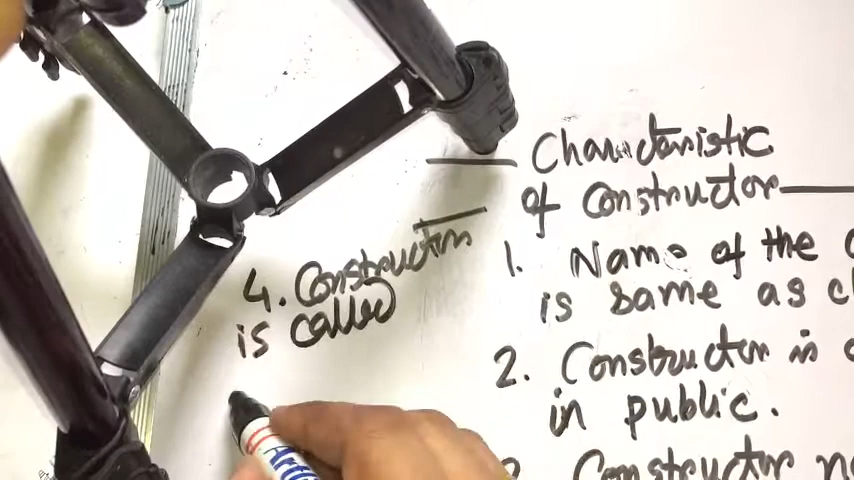 Characteristic
of Constructor
1. Name of the
is same as
2. Constructor is
in public.
Constructor
4. Constructor
is called